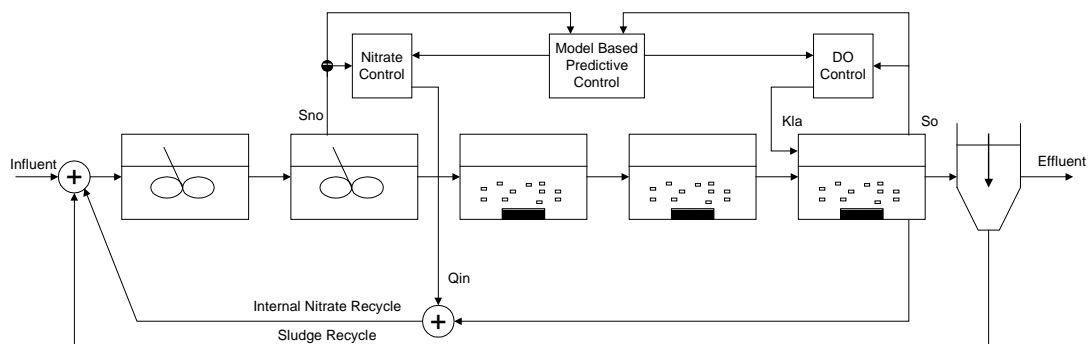 Nitrate
Control
Model Based
Predictive
Control
DO
Control
Sno
Kla
So
Influent
Effluent
Qin
Internal Nitrate Recycle
Sludge Recycle